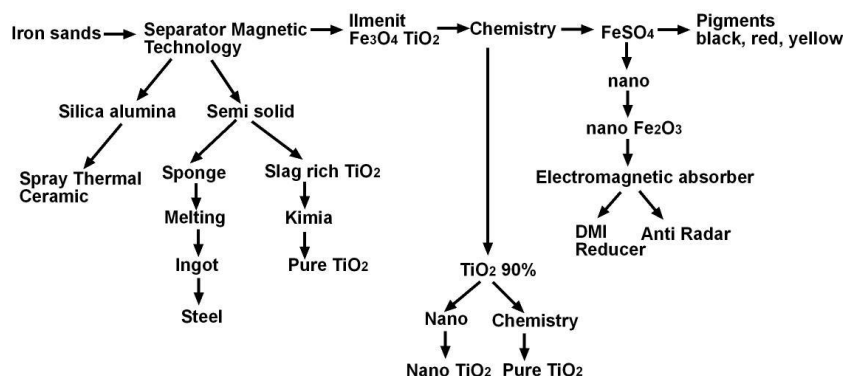 Iron sands
Separator Magnetic
Technology
Ilmenit
Fe₃O₄ TiO₂
Chemistry
FeSO₄
Pigments
black, red, yellow
Silica alumina
Semi solid
nano
nano Fe₂O₃
Spray Thermal
Ceramic
Sponge
Slag rich TiO₂
Electromagnetic absorber
Melting
Kimia
DMI
Reducer
Anti Radar
Ingot
Pure TiO₂
TiO₂ 90%
Steel
Nano
Chemistry
Nano TiO₂
Pure TiO₂